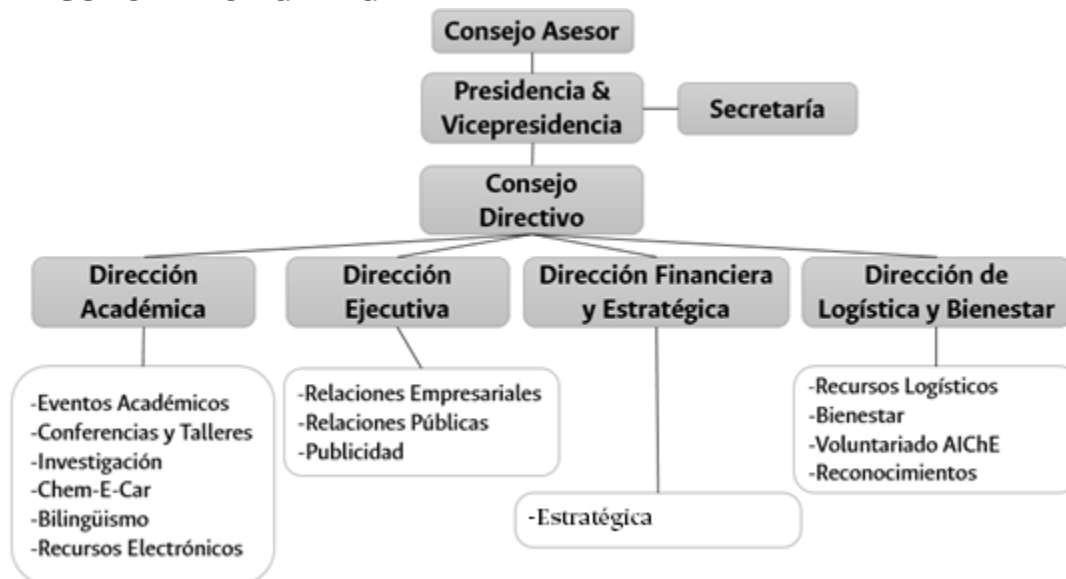 Consejo Asesor
Presidencia &
Vicepresidencia
Secretaría
Consejo
Directivo
Dirección
Académica
Dirección
Ejecutiva
Dirección Financiera
y Estratégica
Dirección de
Logística y Bienestar
-Eventos Académicos
-Conferencias y Talleres
-Investigación
-Chem-E-Car
-Bilingüismo
-Recursos Electrónicos
-Relaciones Empresariales
-Relaciones Públicas
-Publicidad
-Estratégica
-Recursos Logísticos
-Bienestar
-Voluntariado AIChE
-Reconocimientos